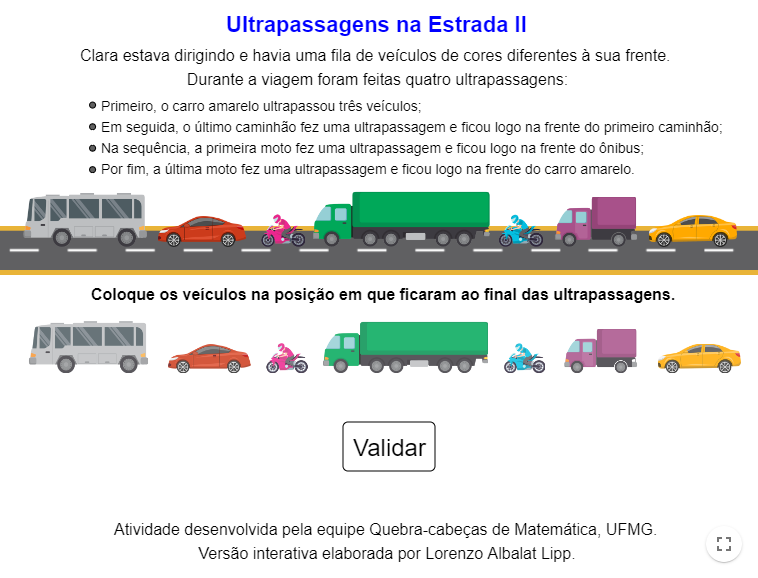 Ultrapassagens na Estrada II
Clara estava dirigindo e havia uma fila de veículos de cores diferentes à sua frente.
Durante a viagem foram feitas quatro ultrapassagens:
Primeiro, o carro amarelo ultrapassou três veículos;
Em seguida, o último caminhão fez uma ultrapassagem e ficou logo na frente do primeiro caminhão;
Na sequência, a primeira moto fez uma ultrapassagem e ficou logo na frente do ônibus;
Por fim, a última moto fez uma ultrapassagem e ficou logo na frente do carro amarelo.
Coloque os veículos na posição em que ficaram ao final das ultrapassagens.
Validar
Atividade desenvolvida pela equipe Quebra-cabeças de Matemática, UFMG.
Versão interativa elaborada por Lorenzo Albalat Lipp.